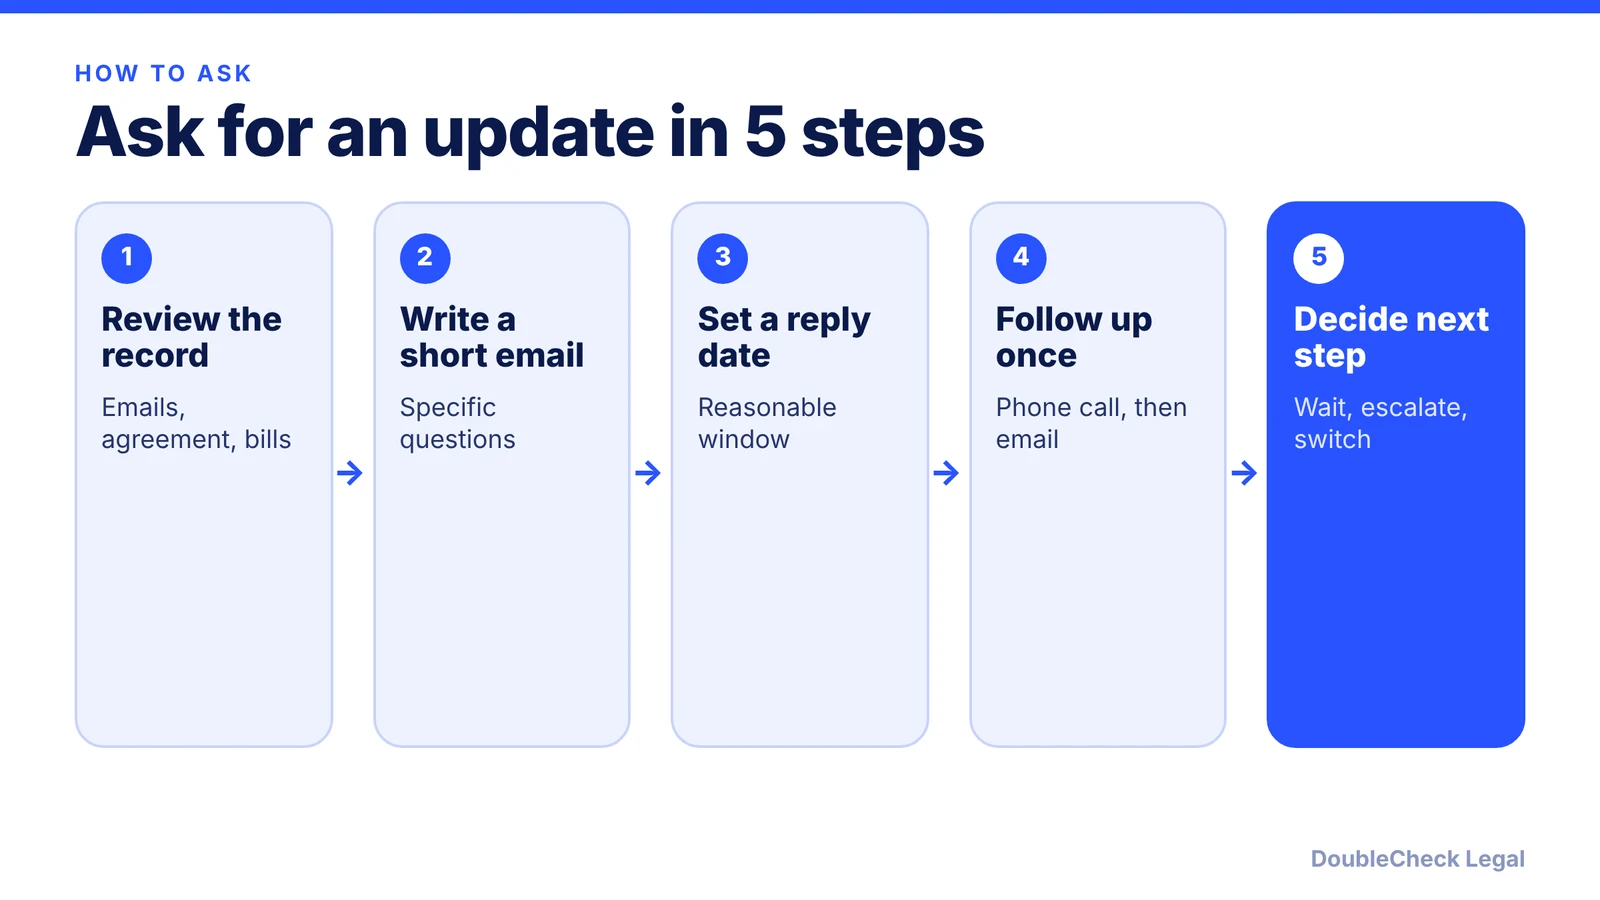 HOW TO ASK
Ask for an update in 5 steps
1
Review the
record
Emails,
agreement, bills
→
2
Write a
short email
Specific
questions
→
3
Set a reply
date
Reasonable
window
→
4
Follow up
once
Phone call, then
email
→
5
Decide next
step
Wait, escalate,
switch
DoubleCheck Legal